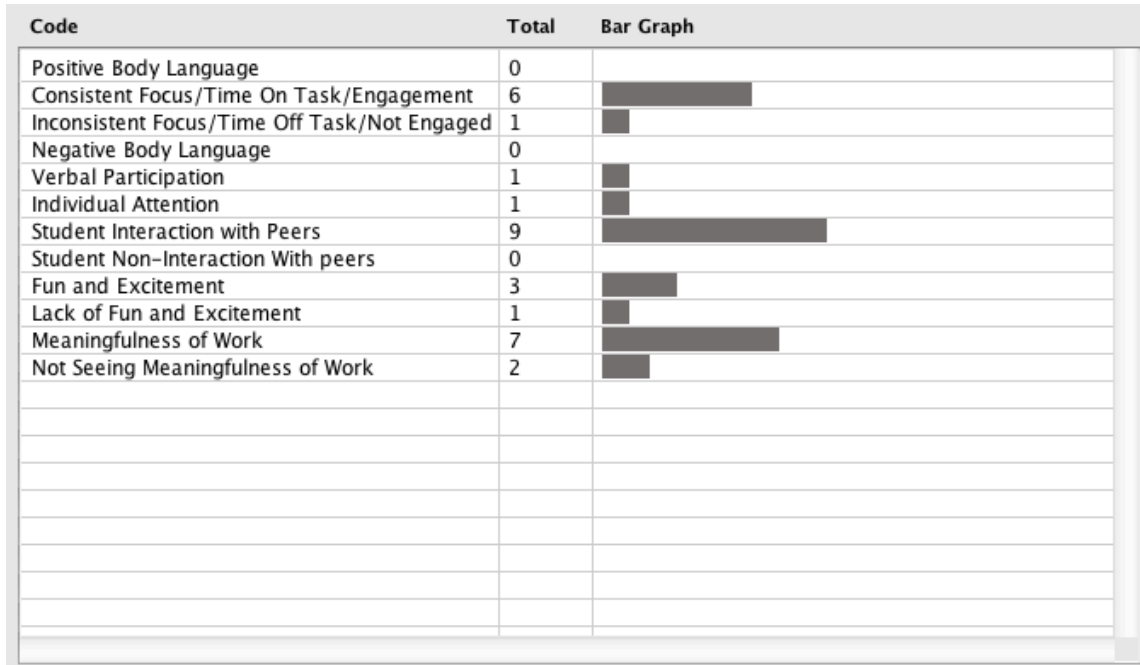 Code Total Bar Graph
Positive Body Language 0
Consistent Focus/Time On Task/Engagement 6
Inconsistent Focus/Time Off Task/Not Engaged 1
Negative Body Language 0
Verbal Participation 1
Individual Attention 1
Student Interaction with Peers 9
Student Non-Interaction With peers 0
Fun and Excitement 3
Lack of Fun and Excitement 1
Meaningfulness of Work 7
Not Seeing Meaningfulness of Work 2